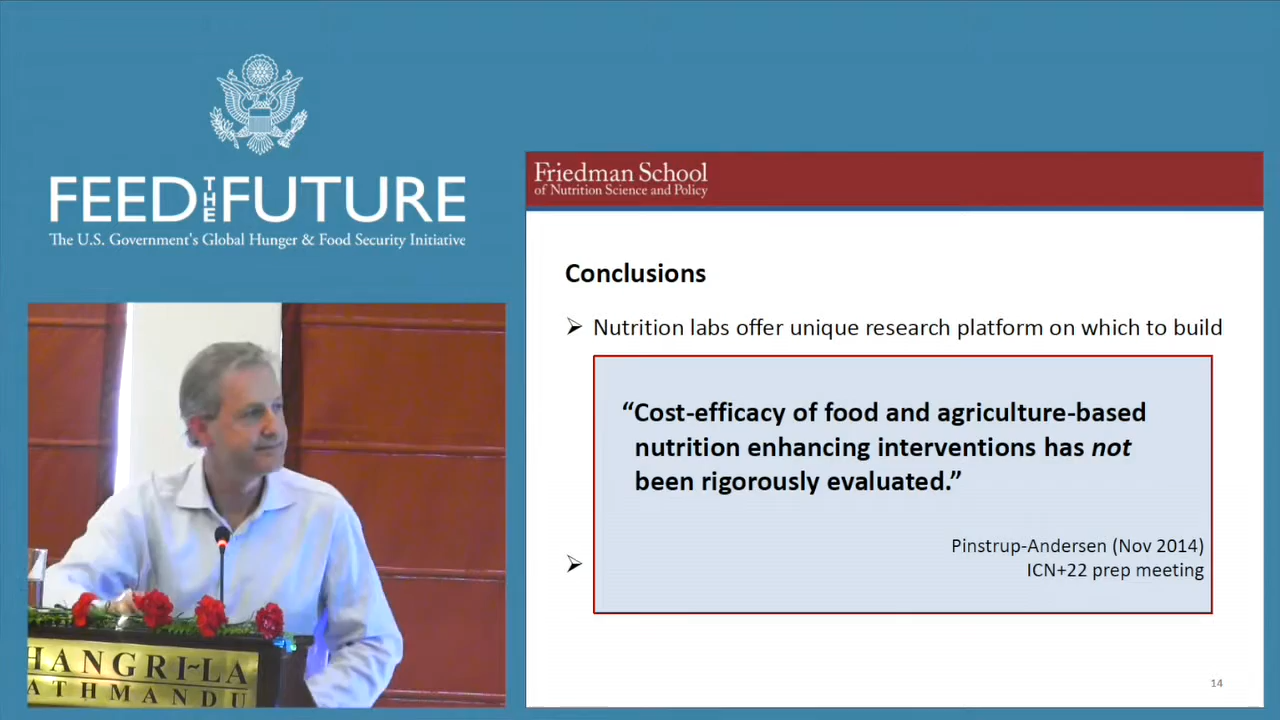 FEED THE FUTURE
The U.S. Government's Global Hunger & Food Security Initiative
Friedman School
of Nutrition Science and Policy
Conclusions
➢ Nutrition labs offer unique research platform on which to build
“Cost-efficacy of food and agriculture-based
nutrition enhancing interventions has not
been rigorously evaluated.”
Pinstrup-Andersen (Nov 2014)
ICN+22 prep meeting
➢
14
HANGRI~LA
ATHMANDU